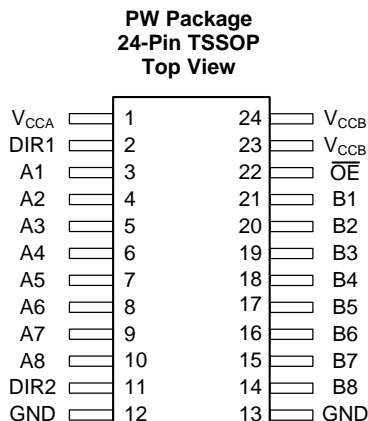 PW Package
24-Pin TSSOP
Top View
VCCA 1 24 VCCB
DIR1 2 23 VCCB
A1 3 22 O̅E̅
A2 4 21 B1
A3 5 20 B2
A4 6 19 B3
A5 7 18 B4
A6 8 17 B5
A7 9 16 B6
A8 10 15 B7
DIR2 11 14 B8
GND 12 13 GND